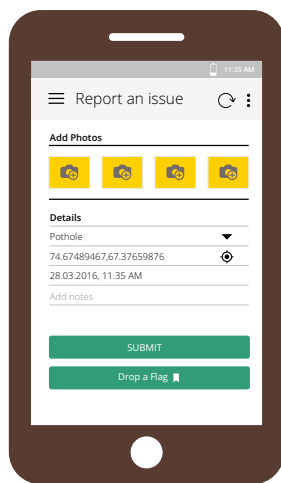 11:35 AM
Report an issue
Add Photos
Details
Pothole
74.67489467,67.37659876
28.03.2016, 11.35 AM
Add notes
SUBMIT
Drop a Flag